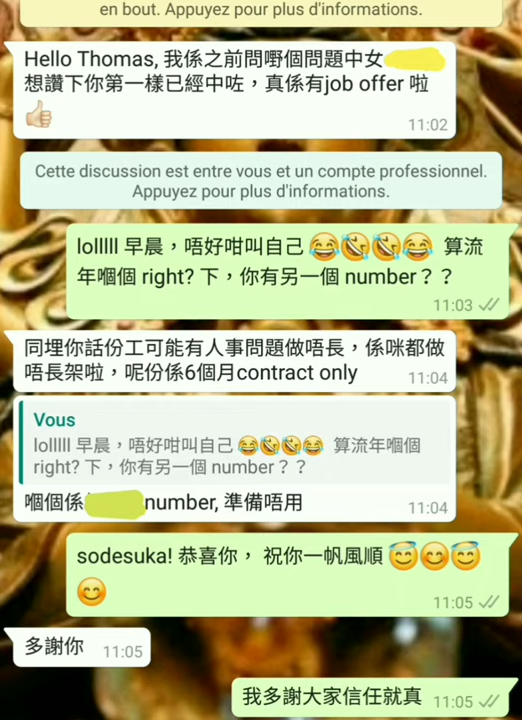 en bout. Appuyez pour plus d'informations.
Hello Thomas, 我係之前問嘢個問題中女
想讚下你第一樣已經中咗，真係有job offer 啦
👍🏻
11:02
Cette discussion est entre vous et un compte professionnel.
Appuyez pour plus d'informations.
lolllll 早晨，唔好咁叫自己 😂🤣🤣😂 算流
年嗰個 right? 下，你有另一個 number？？
11:03
同埋你話份工可能有人事問題做唔長，係咪都做
唔長架啦，呢份係6個月contract only
11:04
Vous
lolllll 早晨，唔好咁叫自己 😂🤣🤣😂 算流年嗰個
right? 下，你有另一個 number？？
嗰個係
number, 準備唔用
11:04
sodesuka! 恭喜你， 祝你一帆風順 😇😊😇
😊
11:05
多謝你 11:05
我多謝大家信任就真 11:05